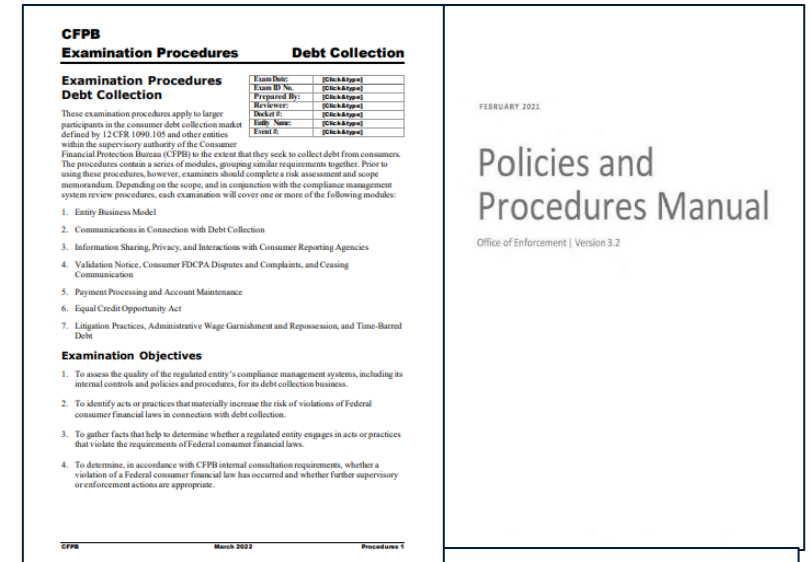 CFPB
Examination Procedures Debt Collection
Examination Procedures
Debt Collection
Exam Date: [Click&type]
Exam ID No. [Click&type]
Prepared By: [Click&type]
Reviewer: [Click&type]
Docket #: [Click&type]
Entity Name: [Click&type]
Event #: [Click&type]
These examination procedures apply to larger
participants in the consumer debt collection market
defined by 12 CFR 1090.105 and other entities
within the supervisory authority of the Consumer
Financial Protection Bureau (CFPB) to the extent that they seek to collect debt from consumers.
The procedures contain a series of modules, grouping similar requirements together. Prior to
using these procedures, however, examiners should complete a risk assessment and scope
memorandum. Depending on the scope, and in conjunction with the compliance management
system review procedures, each examination will cover one or more of the following modules:
1. Entity Business Model
2. Communications in Connection with Debt Collection
3. Information Sharing, Privacy, and Interactions with Consumer Reporting Agencies
4. Validation Notice, Consumer FDCPA Disputes and Complaints, and Ceasing
Communication
5. Payment Processing and Account Maintenance
6. Equal Credit Opportunity Act
7. Litigation Practices, Administrative Wage Garnishment and Repossession, and Time-Barred
Debt
Examination Objectives
1. To assess the quality of the regulated entity's compliance management systems, including its
internal controls and policies and procedures, for its debt collection business.
2. To identify acts or practices that materially increase the risk of violations of Federal
consumer financial laws in connection with debt collection.
3. To gather facts that help to determine whether a regulated entity engages in acts or practices
that violate the requirements of Federal consumer financial laws.
4. To determine, in accordance with CFPB internal consultation requirements, whether a
violation of a Federal consumer financial law has occurred and whether further supervisory
or enforcement actions are appropriate.
CFPB March 2022 Procedures 1
FEBRUARY 2021
Policies and
Procedures Manual
Office of Enforcement | Version 3.2